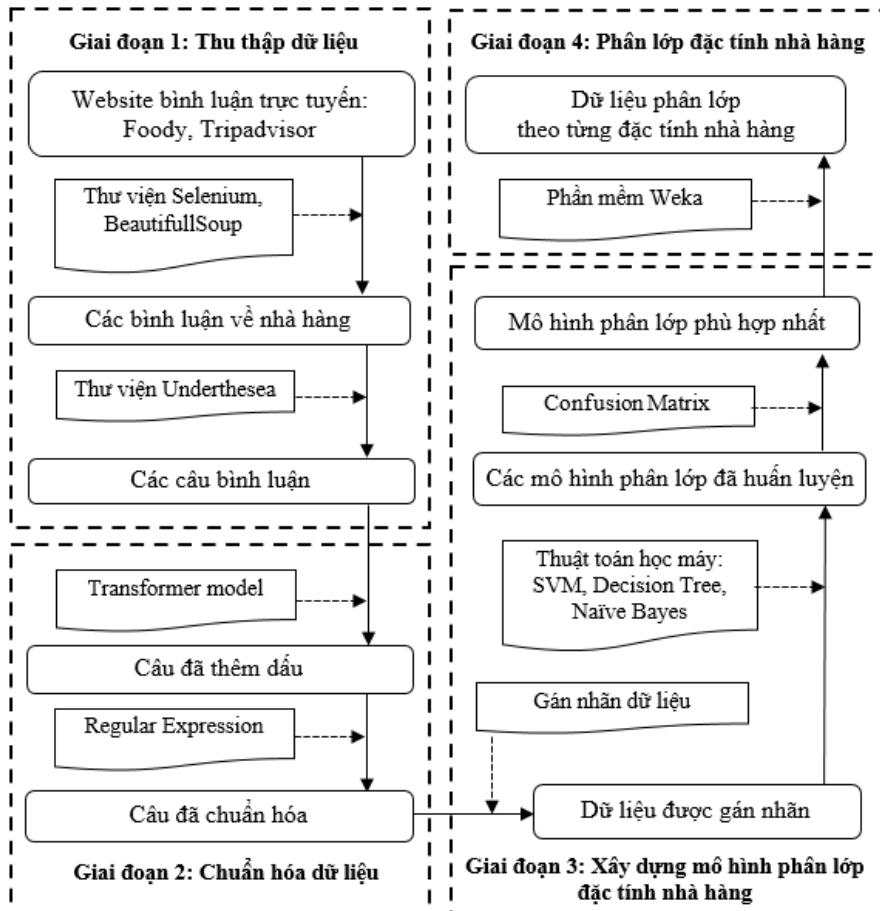 Giai đoạn 1: Thu thập dữ liệu
Website bình luận trực tuyến:
Foody, Tripadvisor
Thư viện Selenium,
BeautifullSoup
Các bình luận về nhà hàng
Thư viện Underthesea
Các câu bình luận
Transformer model
Câu đã thêm dấu
Regular Expression
Câu đã chuẩn hóa
Giai đoạn 2: Chuẩn hóa dữ liệu
Giai đoạn 4: Phân lớp đặc tính nhà hàng
Dữ liệu phân lớp
theo từng đặc tính nhà hàng
Phần mềm Weka
Mô hình phân lớp phù hợp nhất
Confusion Matrix
Các mô hình phân lớp đã huấn luyện
Thuật toán học máy:
SVM, Decision Tree,
Naïve Bayes
Gán nhãn dữ liệu
Dữ liệu được gán nhãn
Giai đoạn 3: Xây dựng mô hình phân lớp
đặc tính nhà hàng